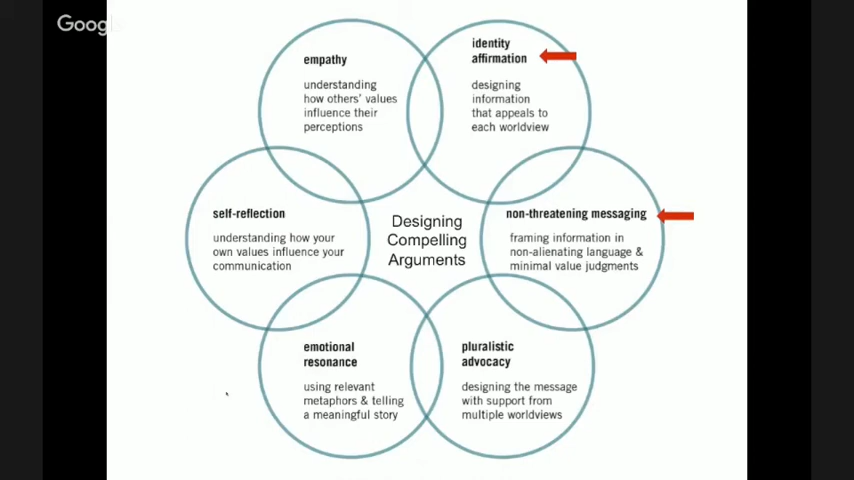 Google
empathy
understanding
how others' values
influence their
perceptions
identity
affirmation
designing
information
that appeals to
each worldview
self-reflection
understanding how your
own values influence your
communication
Designing
Compelling
Arguments
non-threatening messaging
framing information in
non-alienating language &
minimal value judgments
emotional
resonance
using relevant
metaphors & telling
a meaningful story
pluralistic
advocacy
designing the message
with support from
multiple worldviews